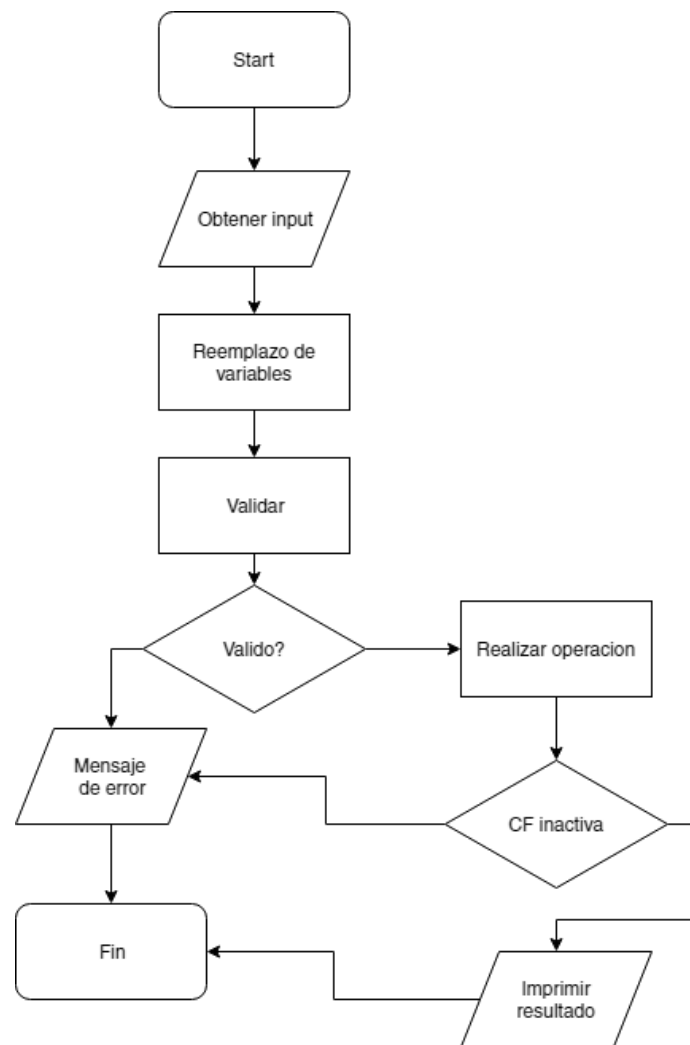 Start
Obtener input
Reemplazo de
variables
Validar
Valido?
Realizar operacion
Mensaje
de error
CF inactiva
Fin
Imprimir
resultado